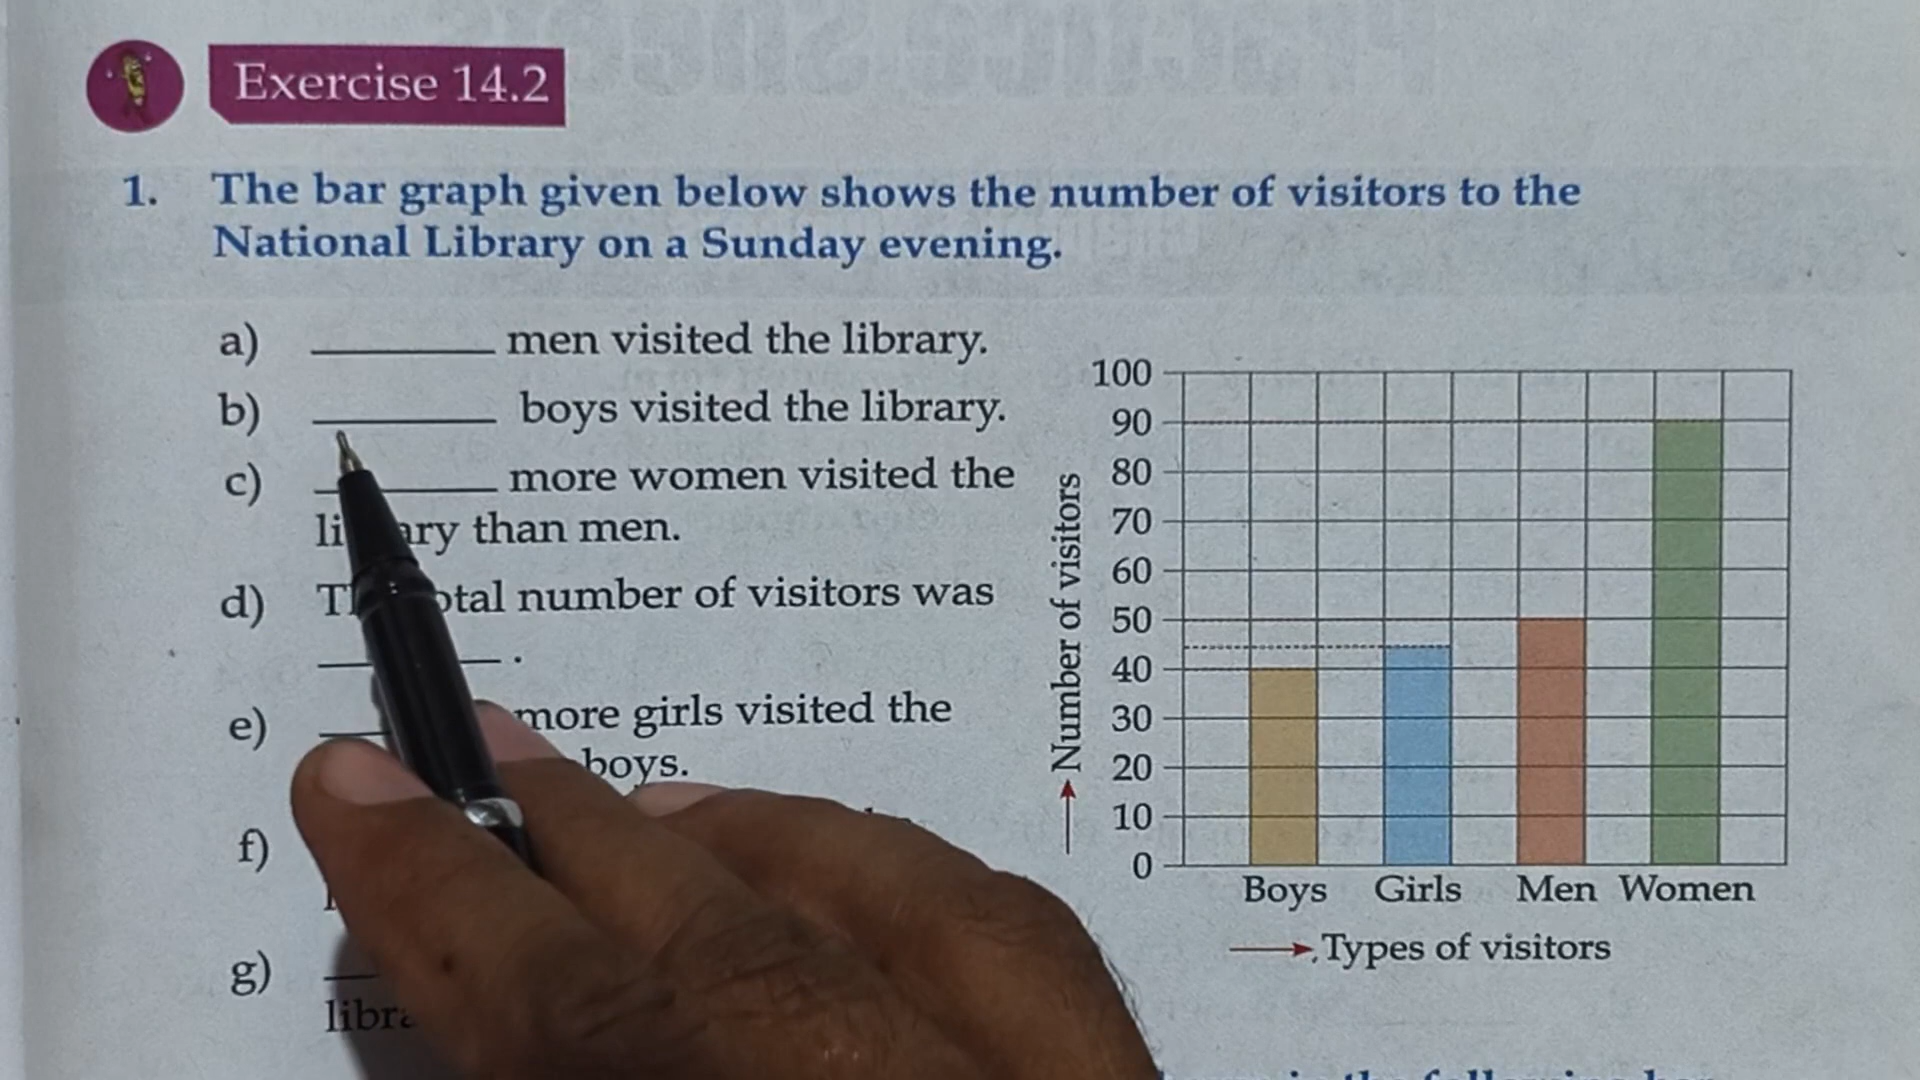 Exercise 14.2
1. The bar graph given below shows the number of visitors to the
National Library on a Sunday evening.
a) men visited the library.
b) boys visited the library.
c) more women visited the
than men.
d) number of visitors was
.
e) more girls visited the
boys.
f)
g)
100
90
80
70
60
50
40
30
20
10
0
Number of visitors
Boys Girls Men Women
Types of visitors